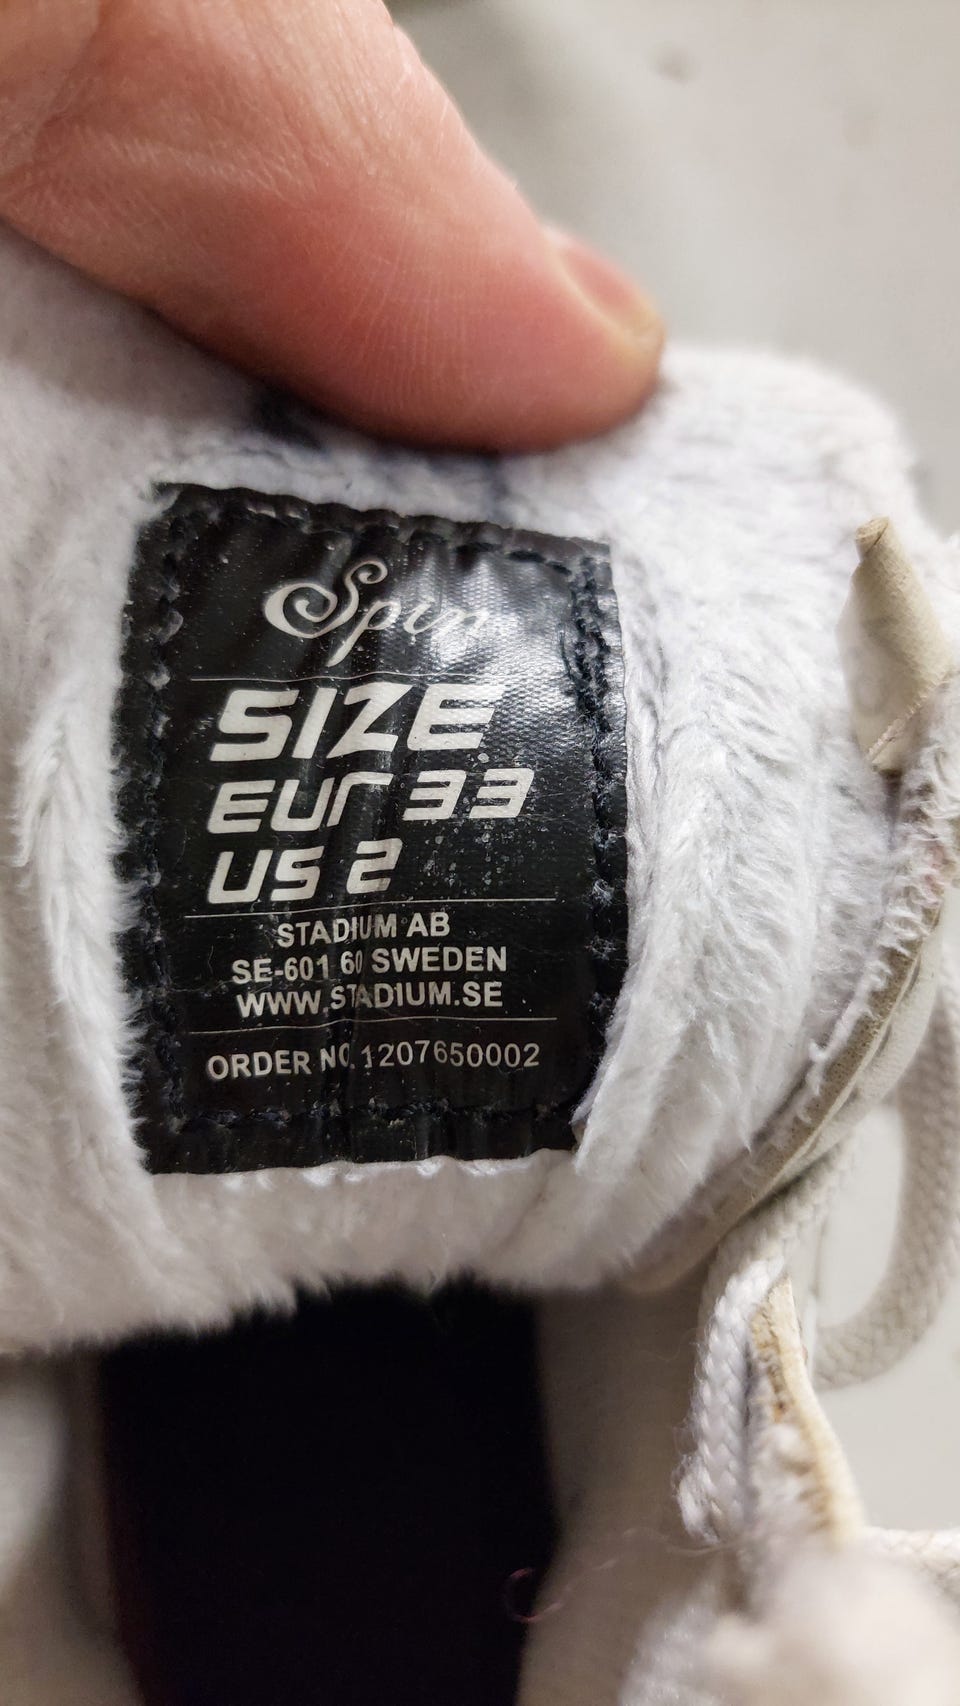 Spin
SIZE
EUR 33
US 2
STADIUM AB
SE-601 60 SWEDEN
WWW.STADIUM.SE
ORDER NO.1207650002